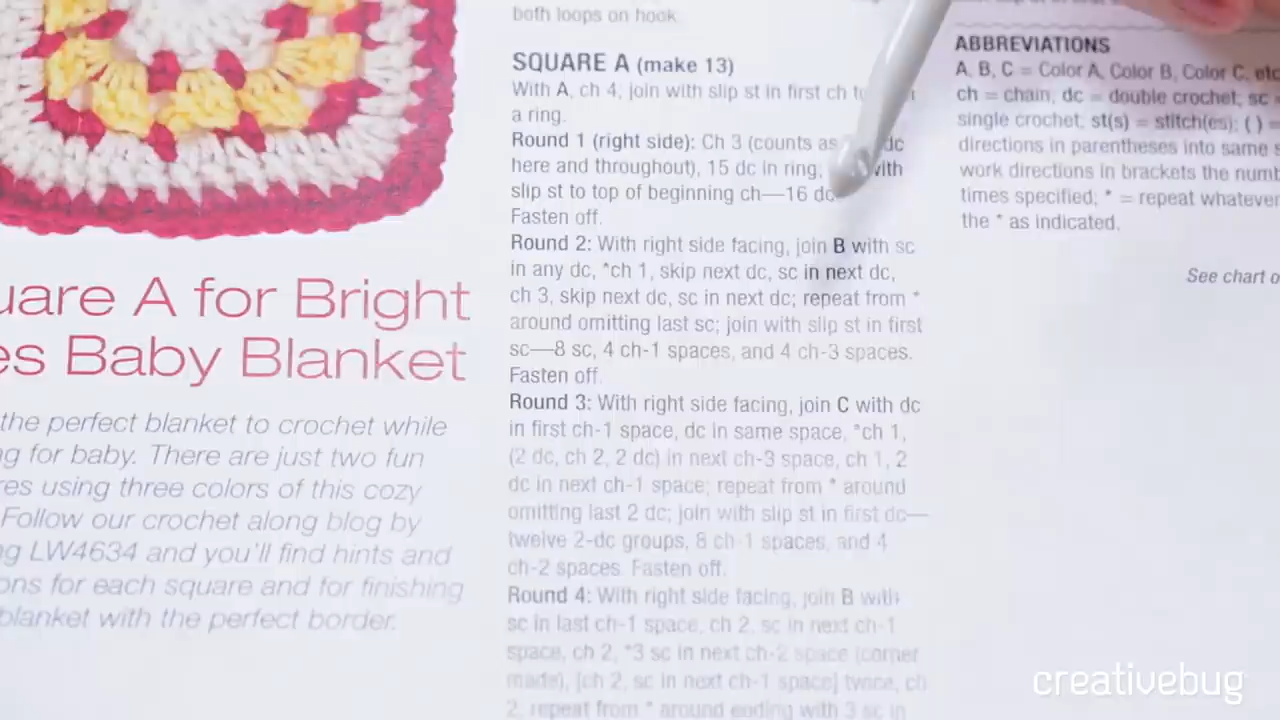 both loops on hook.
SQUARE A (make 13)
With A, ch 4; join with slip st in first ch to
a ring.
Round 1 (right side): Ch 3 (counts as dc
here and throughout), 15 dc in ring, with
slip st to top of beginning ch—16 dc
Fasten off.
Round 2: With right side facing, join B with sc
in any dc, *ch 1, skip next dc, sc in next dc,
ch 3, skip next dc, sc in next dc; repeat from *
around omitting last sc; join with slip st in first
sc—8 sc, 4 ch-1 spaces, and 4 ch-3 spaces.
Fasten off.
Round 3: With right side facing, join C with dc
in first ch-1 space, dc in same space, *ch 1,
(2 dc, ch 2, 2 dc) in next ch-3 space, ch 1, 2
dc in next ch-1 space; repeat from * around
omitting last 2 dc; join with slip st in first dc—
twelve 2-dc groups, 8 ch-1 spaces, and 4
ch-2 spaces. Fasten off.
Round 4: With right side facing, join B with
sc in last ch-1 space, ch 2, sc in next ch-1
space, ch 2, *3 sc in next ch-2 space (corner
made), [ch 2, sc in next ch-1 space] twice, ch
2, repeat from * around ending with 3 sc in
ABBREVIATIONS
A, B, C = Color A, Color B, Color C, etc
ch = chain; dc = double crochet; sc =
single crochet; st(s) = stitch(es); ( ) =
directions in parentheses into same s
work directions in brackets the numb
times specified; * = repeat whatever
the * as indicated.
See chart o
uare A for Bright
es Baby Blanket
the perfect blanket to crochet while
ng for baby. There are just two fun
res using three colors of this cozy
Follow our crochet along blog by
ng LW4634 and you'll find hints and
ons for each square and for finishing
blanket with the perfect border.
creativebug